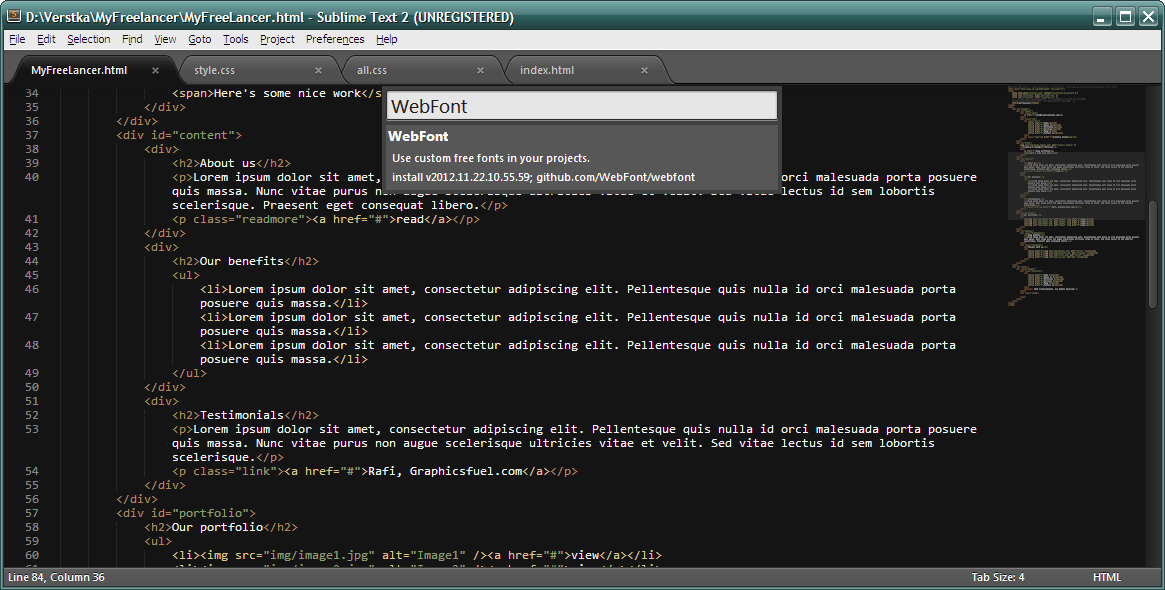 D:\Verstka\MyFreelancer\MyFreeLancer.html - Sublime Text 2 (UNREGISTERED)
File Edit Selection Find View Goto Tools Project Preferences Help
MyFreeLancer.html × style.css × all.css × index.html ×
WebFont
WebFont
Use custom free fonts in your projects.
install v2012.11.22.10.55.59; github.com/WebFont/webfont
34 <span>Here's some nice work</s
35 </div>
36 </div>
37 <div id="content">
38 <div>
39 <h2>About us</h2>
40 <p>Lorem ipsum dolor sit amet, orci malesuada porta
quis massa. Nunc vitae purus id sem lobortis
scelerisque. Praesent eget consequat libero.</p>
41 <p class="readmore"><a href="#">read</a></p>
42 </div>
43 <div>
44 <h2>Our benefits</h2>
45 <ul>
46 <li>Lorem ipsum dolor sit amet, consectetur adipiscing elit. Pellentesque quis nulla id orci malesuada porta
posuere quis massa.</li>
47 <li>Lorem ipsum dolor sit amet, consectetur adipiscing elit. Pellentesque quis nulla id orci malesuada porta
posuere quis massa.</li>
48 <li>Lorem ipsum dolor sit amet, consectetur adipiscing elit. Pellentesque quis nulla id orci malesuada porta
posuere quis massa.</li>
49 </ul>
50 </div>
51 <div>
52 <h2>Testimonials</h2>
53 <p>Lorem ipsum dolor sit amet, consectetur adipiscing elit. Pellentesque quis nulla id orci malesuada porta
quis massa. Nunc vitae purus non augue scelerisque ultricies vitae et velit. Sed vitae lectus id sem lobortis
scelerisque.</p>
54 <p class="link"><a href="#">Rafi, Graphicsfuel.com</a></p>
55 </div>
56 </div>
57 <div id="portfolio">
58 <h2>Our portfolio</h2>
59 <ul>
60 <li><img src="img/image1.jpg" alt="Image1" /><a href="#">view</a></li>
Line 84, Column 36 Tab Size: 4 HTML